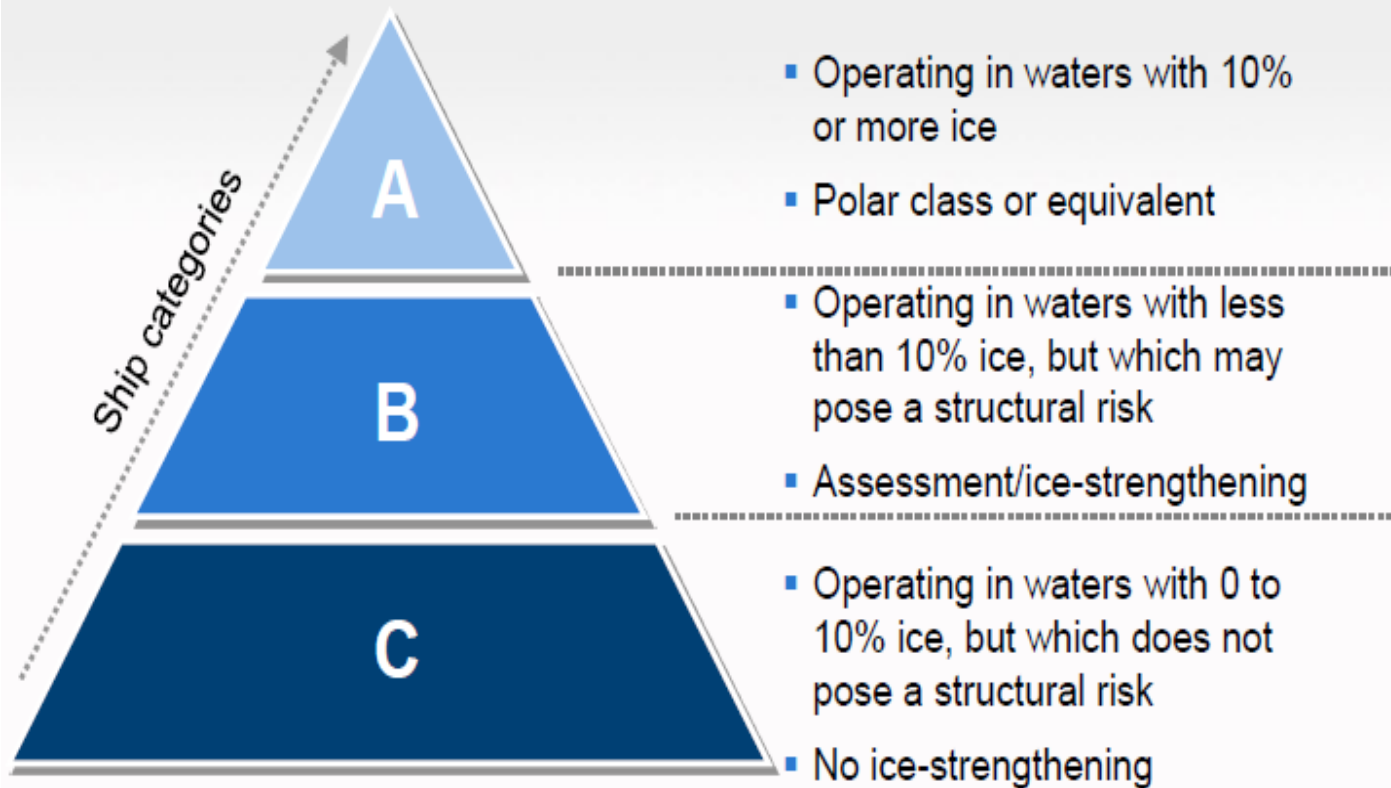 Ship categories
A
▪ Operating in waters with 10%
or more ice
▪ Polar class or equivalent
B
▪ Operating in waters with less
than 10% ice, but which may
pose a structural risk
▪ Assessment/ice-strengthening
C
▪ Operating in waters with 0 to
10% ice, but which does not
pose a structural risk
▪ No ice-strengthening